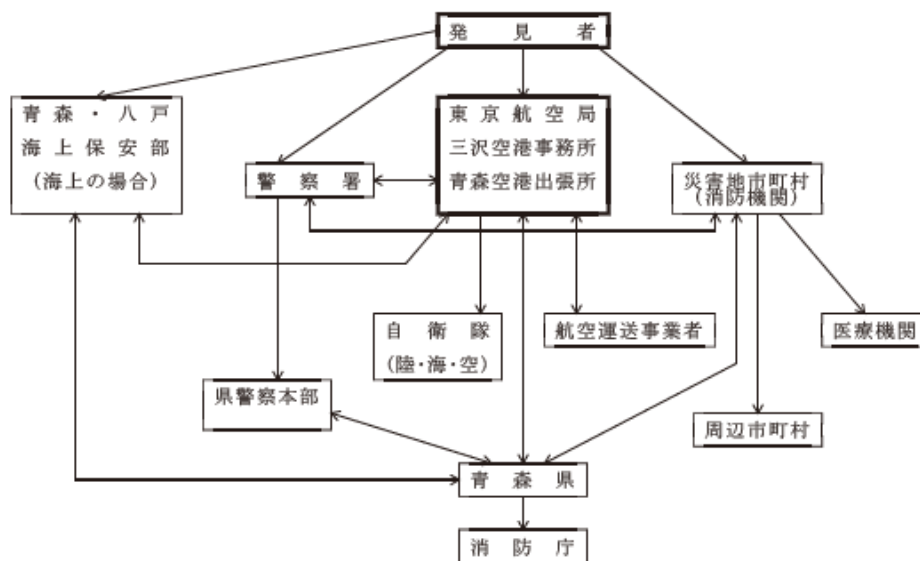 発見者
青森・八戸
海上保安部
(海上の場合)
東京航空局
三沢空港事務所
青森空港出張所
警察署
災害地市町村
(消防機関)
自衛隊
(陸・海・空)
航空運送事業者
医療機関
県警察本部
周辺市町村
青森県
消防庁